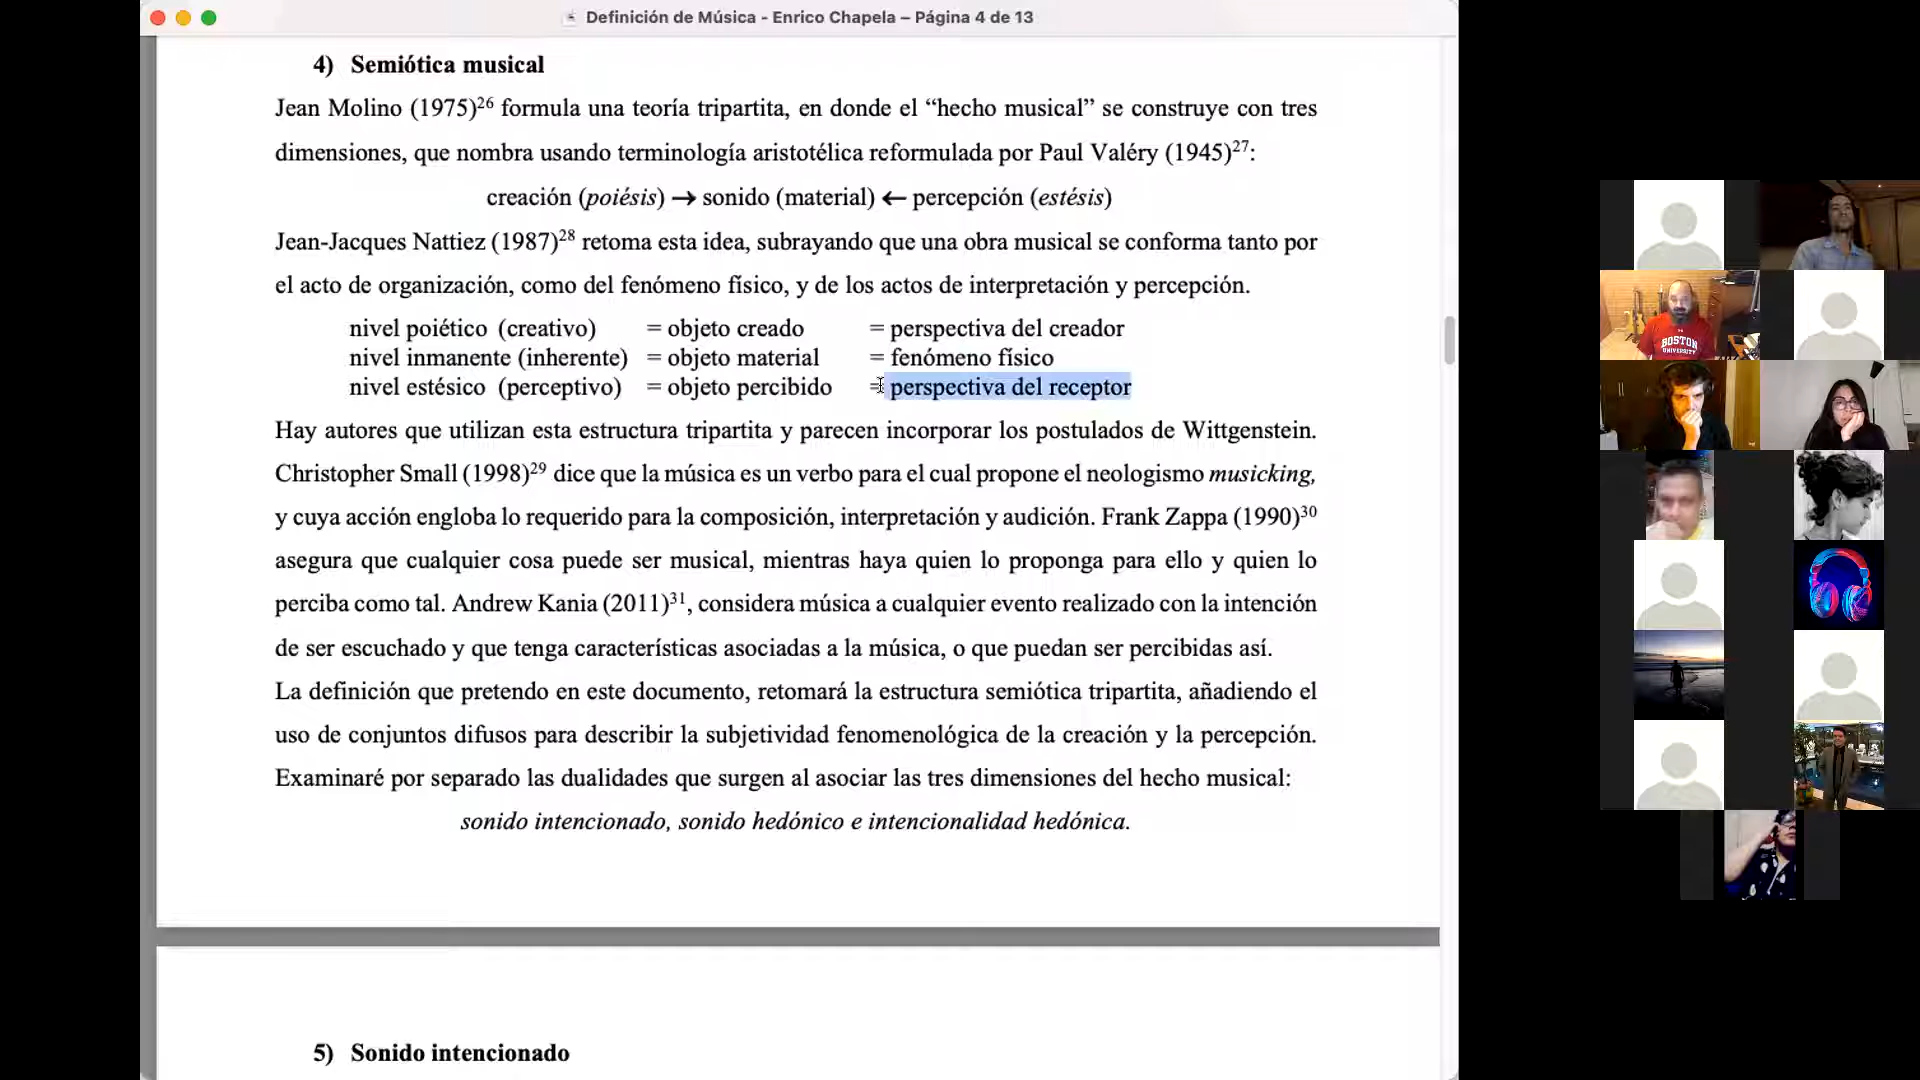 Definición de Música - Enrico Chapela – Página 4 de 13
4) Semiótica musical
Jean Molino (1975)26 formula una teoría tripartita, en donde el “hecho musical” se construye con tres
dimensiones, que nombra usando terminología aristotélica reformulada por Paul Valéry (1945)27:
creación (poiésis) → sonido (material) ← percepción (estésis)
Jean-Jacques Nattiez (1987)28 retoma esta idea, subrayando que una obra musical se conforma tanto por
el acto de organización, como del fenómeno físico, y de los actos de interpretación y percepción.
nivel poiético (creativo) = objeto creado = perspectiva del creador
nivel inmanente (inherente) = objeto material = fenómeno físico
nivel estésico (perceptivo) = objeto percibido = perspectiva del receptor
Hay autores que utilizan esta estructura tripartita y parecen incorporar los postulados de Wittgenstein.
Christopher Small (1998)29 dice que la música es un verbo para el cual propone el neologismo musicking,
y cuya acción engloba lo requerido para la composición, interpretación y audición. Frank Zappa (1990)30
asegura que cualquier cosa puede ser musical, mientras haya quien lo proponga para ello y quien lo
perciba como tal. Andrew Kania (2011)31, considera música a cualquier evento realizado con la intención
de ser escuchado y que tenga características asociadas a la música, o que puedan ser percibidas así.
La definición que pretendo en este documento, retomará la estructura semiótica tripartita, añadiendo el
uso de conjuntos difusos para describir la subjetividad fenomenológica de la creación y la percepción.
Examinaré por separado las dualidades que surgen al asociar las tres dimensiones del hecho musical:
sonido intencionado, sonido hedónico e intencionalidad hedónica.
5) Sonido intencionado
BOSTON
UNIVERSITY